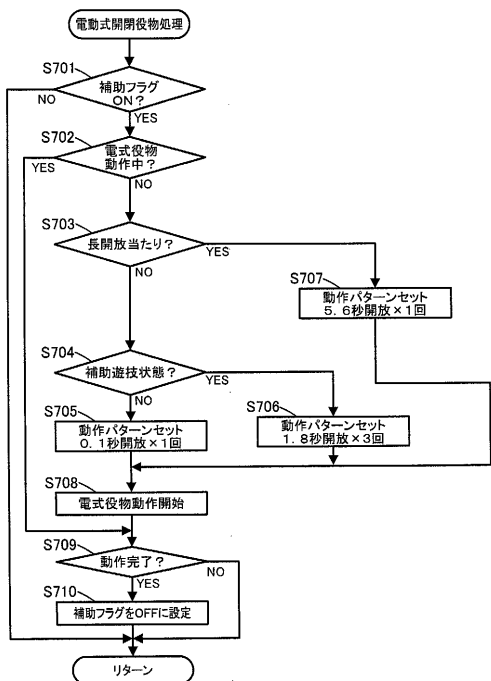 電動式開閉役物処理
S701
補助フラグ
ON?
NO
YES
S702
電式役物
動作中?
YES
NO
S703
長開放当たり?
YES
NO
S707
動作パターンセット
5.6秒開放×1回
S704
補助遊技状態?
YES
NO
S705
動作パターンセット
0.1秒開放×1回
S706
動作パターンセット
1.8秒開放×3回
S708
電式役物動作開始
S709
動作完了?
NO
YES
S710
補助フラグをOFFに設定
リターン